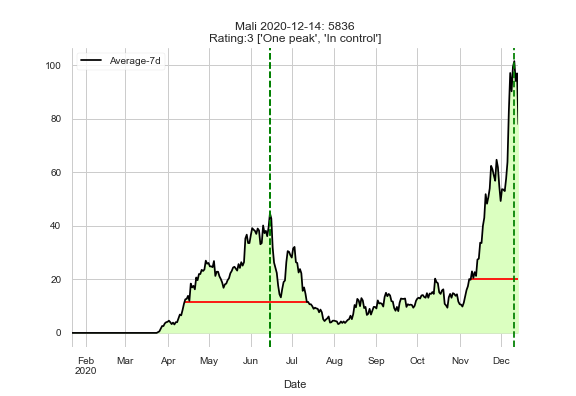 Mali 2020-12-14: 5836
Rating:3 ['One peak', 'In control']
Average-7d
100
80
60
40
20
0
Feb Mar Apr May Jun Jul Aug Sep Oct Nov Dec
2020
Date